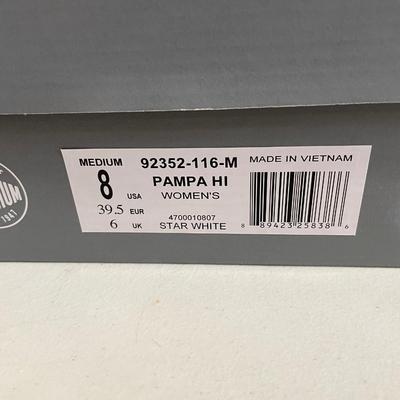 MEDIUM 92352-116-M MADE IN VIETNAM
8 USA PAMPA HI
39.5 EUR WOMEN'S
6 UK 4700010807
STAR WHITE
8 89423 25838 6
1947